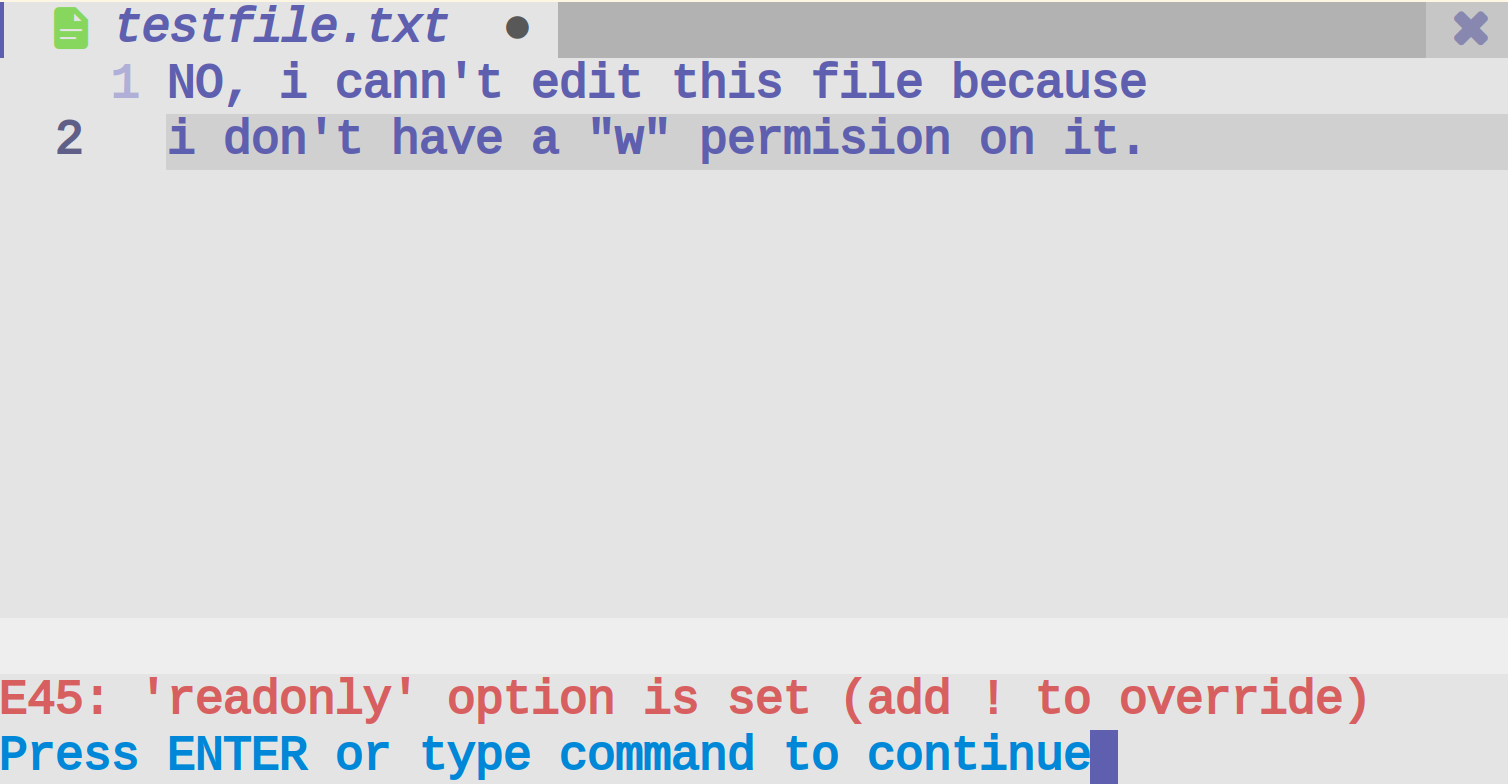 testfile.txt ●
1 NO, i cann't edit this file because
2 i don't have a "w" permision on it.
E45: 'readonly' option is set (add ! to override)
Press ENTER or type command to continue